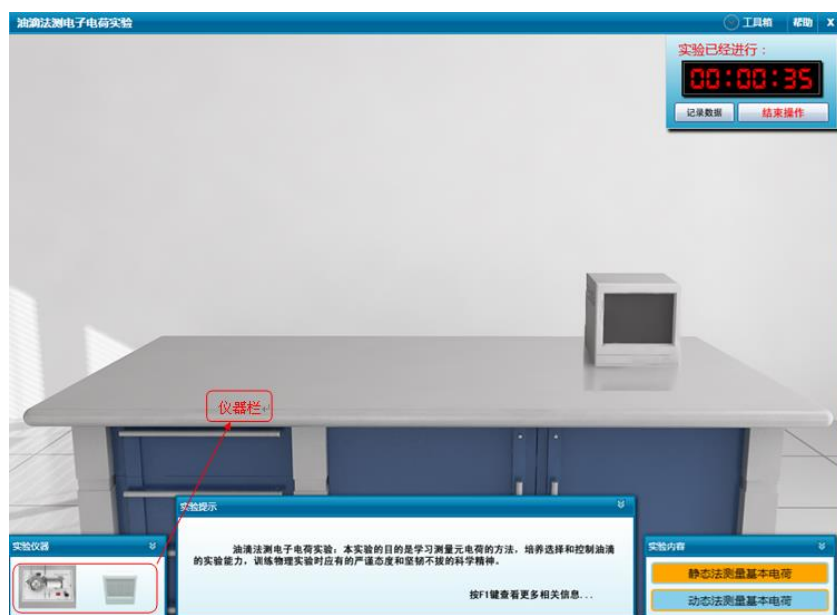 油滴法测电子电荷实验
工具箱 帮助 X
实验已经进行：
00:00:35
记录数据 结束操作
仪器栏
实验提示
油滴法测电子电荷实验：本实验的目的是学习测量元电荷的方法，培养选择和控制油滴
的实验能力，训练物理实验时应有的严谨态度和坚韧不拔的科学精神。
按F1键查看更多相关信息...
实验仪器
实验内容
静态法测量基本电荷
动态法测量基本电荷